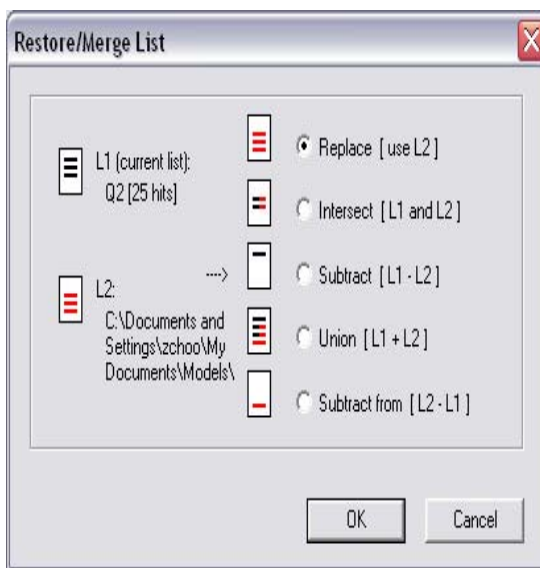 Restore/Merge List
L1 (current list):
Q2 [25 hits]
---->
L2:
C:\Documents and
Settings\zchoo\My
Documents\Models\
Replace [ use L2 ]
Intersect [ L1 and L2 ]
Subtract [ L1 - L2 ]
Union [ L1 + L2 ]
Subtract from [ L2 - L1 ]
OK
Cancel